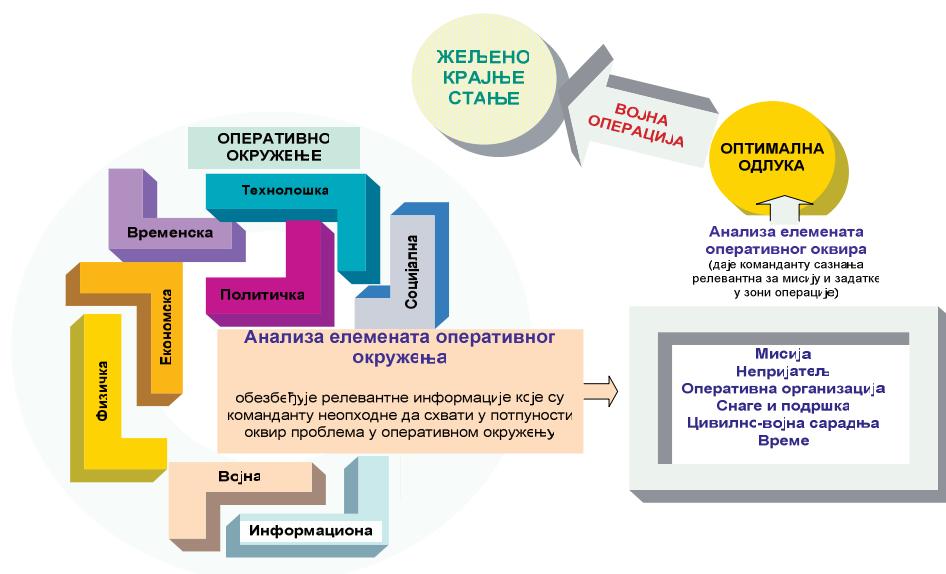 ЖЕЉЕНО
КРАЈЊЕ
СТАЊЕ
ВОЈНА
ОПЕРАЦИЈА
ОПТИМАЛНА
ОДЛУКА
ОПЕРАТИВНО
ОКРУЖЕЊЕ
Технолошка
Временска
Политичка
Социјална
Економска
Физичка
Анализа елемената оперативног
окружења
обезбеђује релевантне информације које су
команданту неопходне да схвати у потпуности
оквир проблема у оперативном окружењу
Војна
Информациона
Анализа елемената
оперативног оквира
(даје команданту сазнања
релевантна за мисију и задатке
у зони операције)
Мисија
Непријатељ
Оперативна организација
Снаге и подршка
Цивилно-војна сарадња
Време